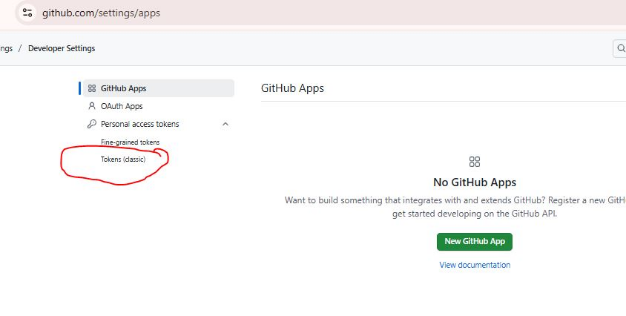 github.com/settings/apps
ngs / Developer Settings
GitHub Apps
OAuth Apps
Personal access tokens
Fine-grained tokens
Tokens (classic)
GitHub Apps
No GitHub Apps
Want to build something that integrates with and extends GitHub? Register a new GitH
get started developing on the GitHub API.
New GitHub App
View documentation